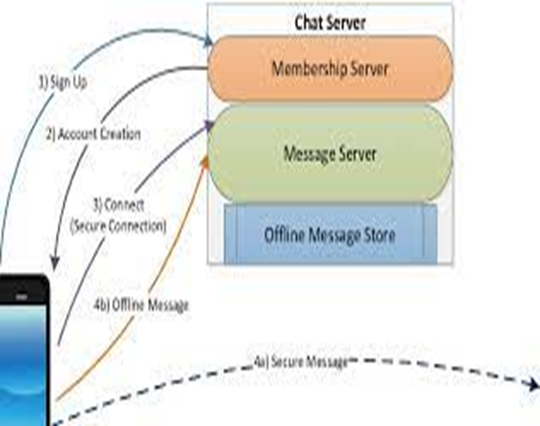 Chat Server
Membership Server
1) Sign Up
2) Account Creation
Message Server
3) Connect
(Secure Connection)
Offline Message Store
4b) Offline Message
4a) Secure Message